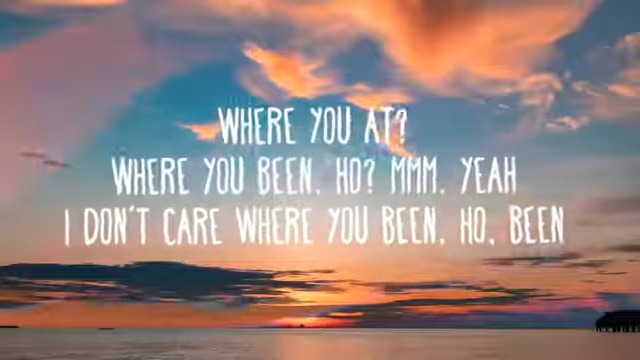 WHERE YOU AT?
WHERE YOU BEEN, HO? MMM, YEAH
I DON'T CARE WHERE YOU BEEN, HO, BEEN